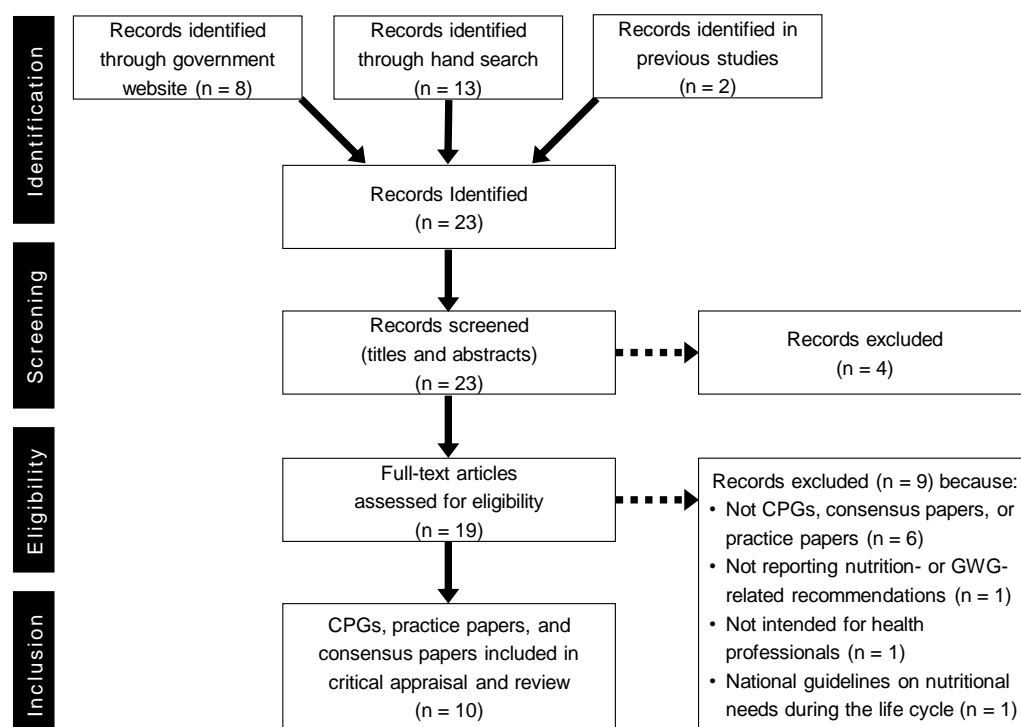 Identification
Records identified
through government
website (n = 8)
Records identified
through hand search
(n = 13)
Records identified in
previous studies
(n = 2)
Records Identified
(n = 23)
Screening
Records screened
(titles and abstracts)
(n = 23)
Records excluded
(n = 4)
Eligibility
Full-text articles
assessed for eligibility
(n = 19)
Records excluded (n = 9) because:
• Not CPGs, consensus papers, or
practice papers (n = 6)
• Not reporting nutrition- or GWG-
related recommendations (n = 1)
• Not intended for health
professionals (n = 1)
• National guidelines on nutritional
needs during the life cycle (n = 1)
Inclusion
CPGs, practice papers, and
consensus papers included in
critical appraisal and review
(n = 10)